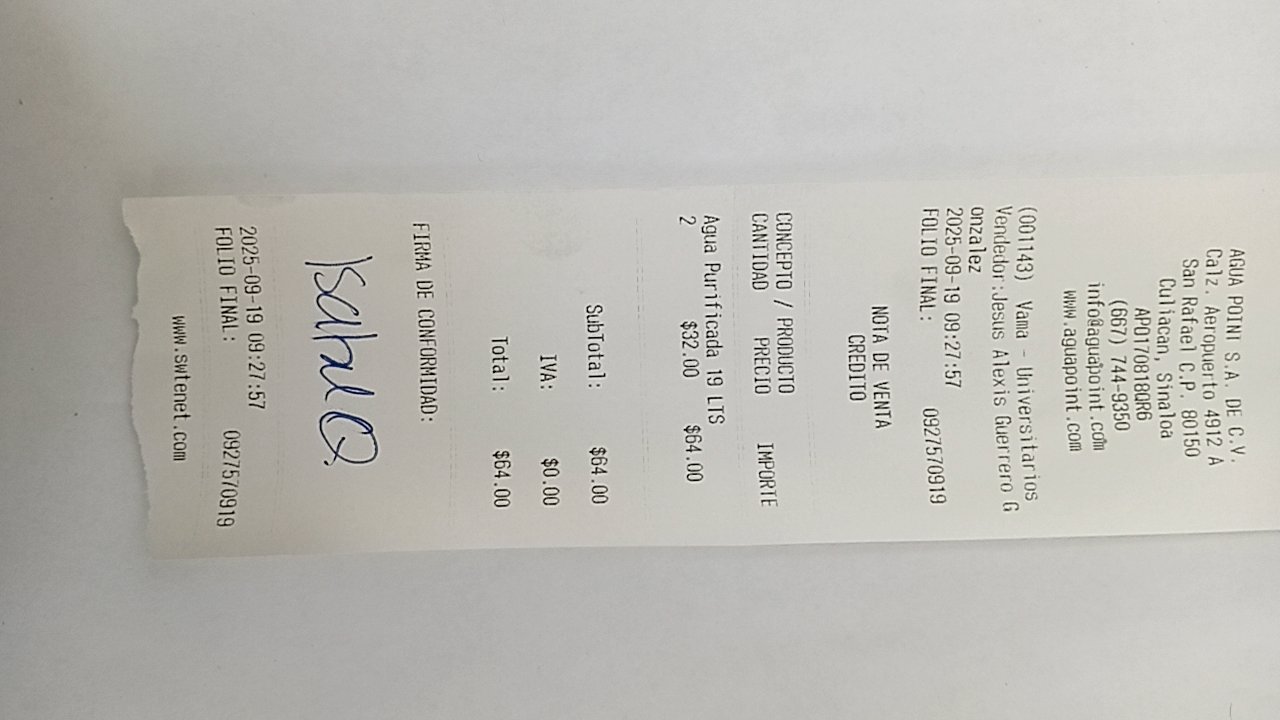 AGUA POINI S.A. DE C.V.
Calz. Aeropuerto 4912 A
San Rafael C.P. 80150
Culiacan, Sinaloa
APO170818QR6
(667) 744-9350
info@aguapoint.com
www.aguapoint.com
(001143) Vama - Universitarios
Vendedor:Jesus Alexis Guerrero G
onzalez
2025-09-19 09:27:57
FOLIO FINAL: 0927570919
NOTA DE VENTA
CREDITO
CONCEPTO / PRODUCTO
CANTIDAD PRECIO IMPORTE
Agua Purificada 19 LTS
2 $32.00 $64.00
SubTotal: $64.00
IVA: $0.00
Total: $64.00
FIRMA DE CONFORMIDAD:
Isabel Q.
2025-09-19 09:27:57
FOLIO FINAL: 0927570919
www.swtenet.com